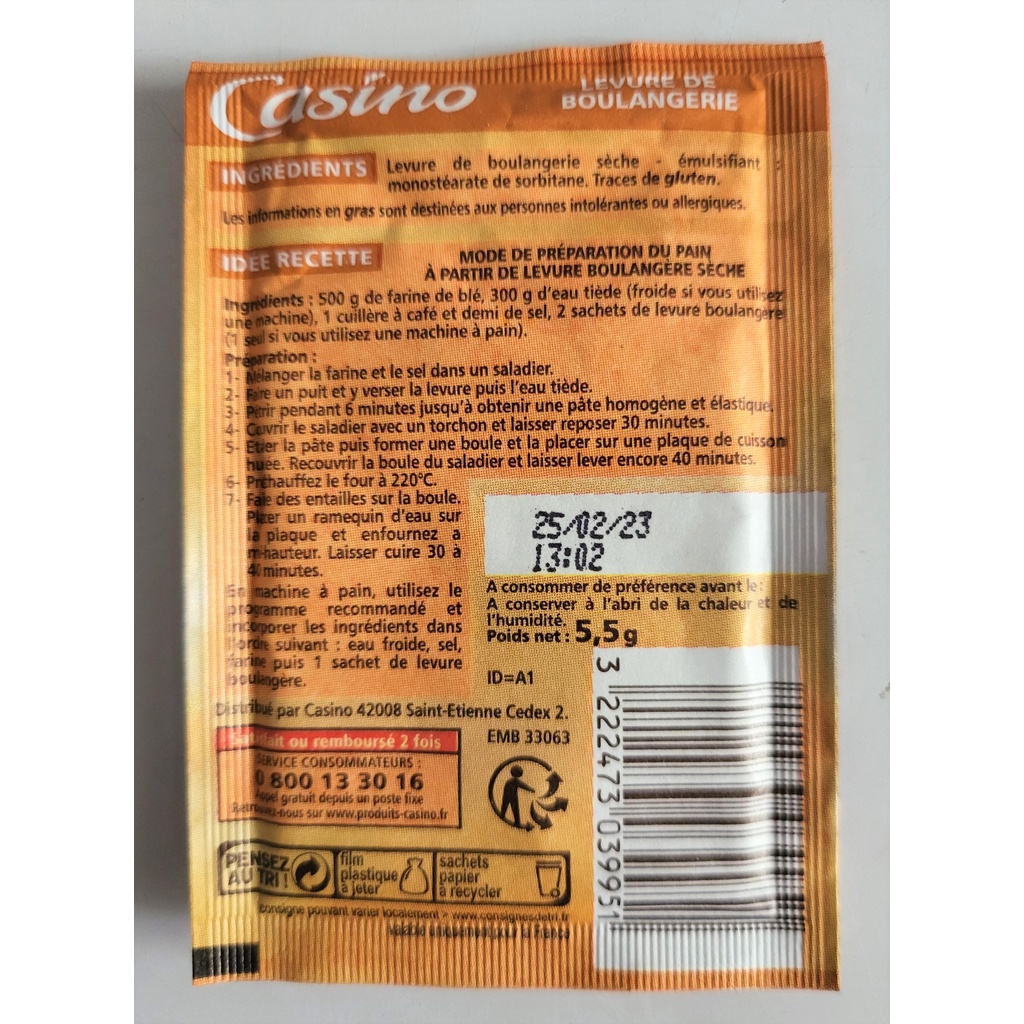 Casino
LEVURE DE
BOULANGERIE
INGRÉDIENTS
Levure de boulangerie sèche - émulsifiant :
monostéarate de sorbitane. Traces de gluten.
Les informations en gras sont destinées aux personnes intolérantes ou allergiques.
IDÉE RECETTE
MODE DE PRÉPARATION DU PAIN
À PARTIR DE LEVURE BOULANGÈRE SÈCHE
Ingrédients : 500 g de farine de blé, 300 g d'eau tiède (froide si vous utilisez
une machine), 1 cuillère à café et demi de sel, 2 sachets de levure boulangère
(1 seul si vous utilisez une machine à pain).
Préparation :
1- Mélanger la farine et le sel dans un saladier.
2- Faire un puit et y verser la levure puis l'eau tiède.
3- Pétrir pendant 6 minutes jusqu'à obtenir une pâte homogène et élastique.
4- Couvrir le saladier avec un torchon et laisser reposer 30 minutes.
5- la pâte puis former une boule et la placer sur une plaque de cuisson
huilée. Recouvrir la boule du saladier et laisser lever encore 40 minutes.
6- Préchauffez le four à 220°C.
7- Faire des entailles sur la boule.
Placer un ramequin d'eau sur
la plaque et enfournez a
mi-hauteur. Laisser cuire 30 à
40 minutes.
En machine à pain, utilisez le
programme recommandé et
incorporer les ingrédients dans
l'ordre suivant : eau froide, sel,
farine puis 1 sachet de levure
boulangère.
25/02/23
13:02
A consommer de préférence avant le :
A conserver à l'abri de la chaleur et de
l'humidité.
Poids net : 5,5 g
ID=A1
Distribué par Casino 42008 Saint-Etienne Cedex 2.
EMB 33063
Satisfait ou remboursé 2 fois
SERVICE CONSOMMATEURS :
0 800 13 30 16
Appel gratuit depuis un poste fixe
Retrouvez-nous sur www.produits-casino.fr
PENSEZ
AU TRI !
film
plastique
à jeter
sachets
papier
à recycler
consigne pouvant varier localement > www.consignesdetri.fr
valable uniquement pour la France
3 222473 039951